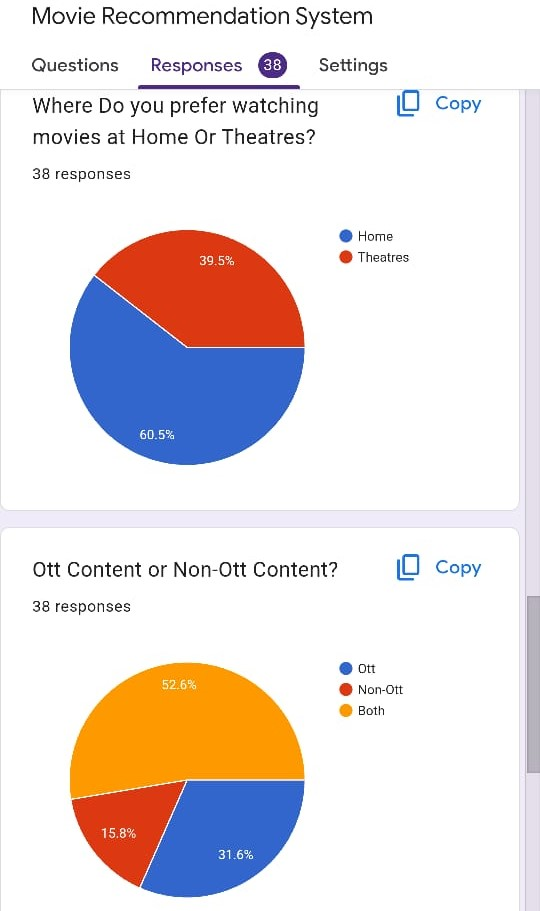 Movie Recommendation System
Questions Responses 38 Settings
Where Do you prefer watching
movies at Home Or Theatres?
Copy
38 responses
Home
Theatres
39.5%
60.5%
Ott Content or Non-Ott Content?
Copy
38 responses
Ott
Non-Ott
Both
52.6%
15.8%
31.6%